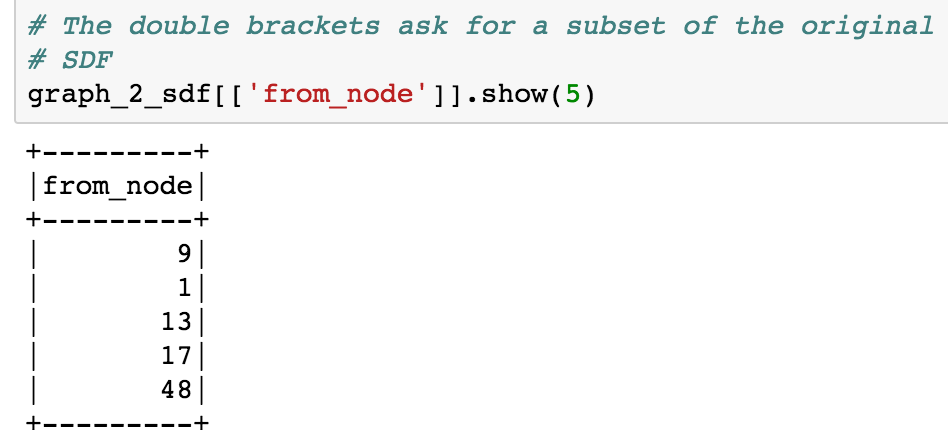 # The double brackets ask for a subset of the original
# SDF
graph_2_sdf[['from_node']].show(5)
+---------+
|from_node|
+---------+
|        9|
|        1|
|       13|
|       17|
|       48|
+---------+